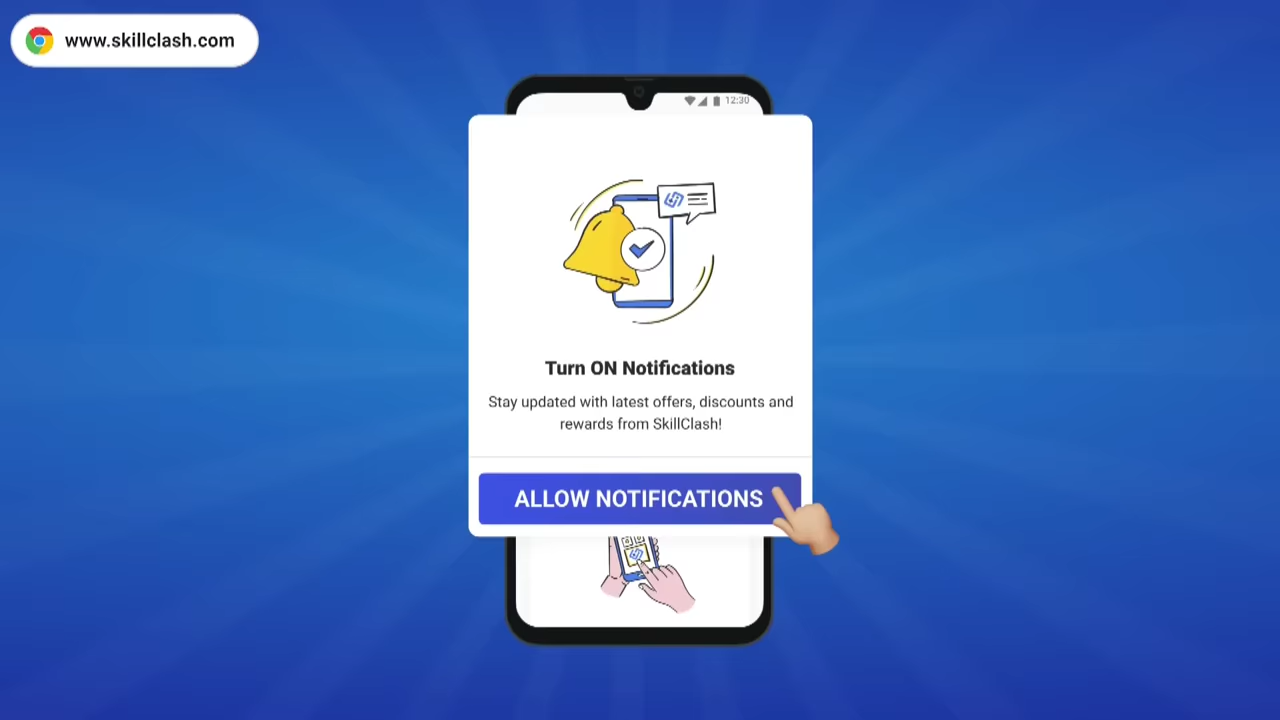 www.skillclash.com
12:30
Turn ON Notifications
Stay updated with latest offers, discounts and
rewards from SkillClash!
ALLOW NOTIFICATIONS